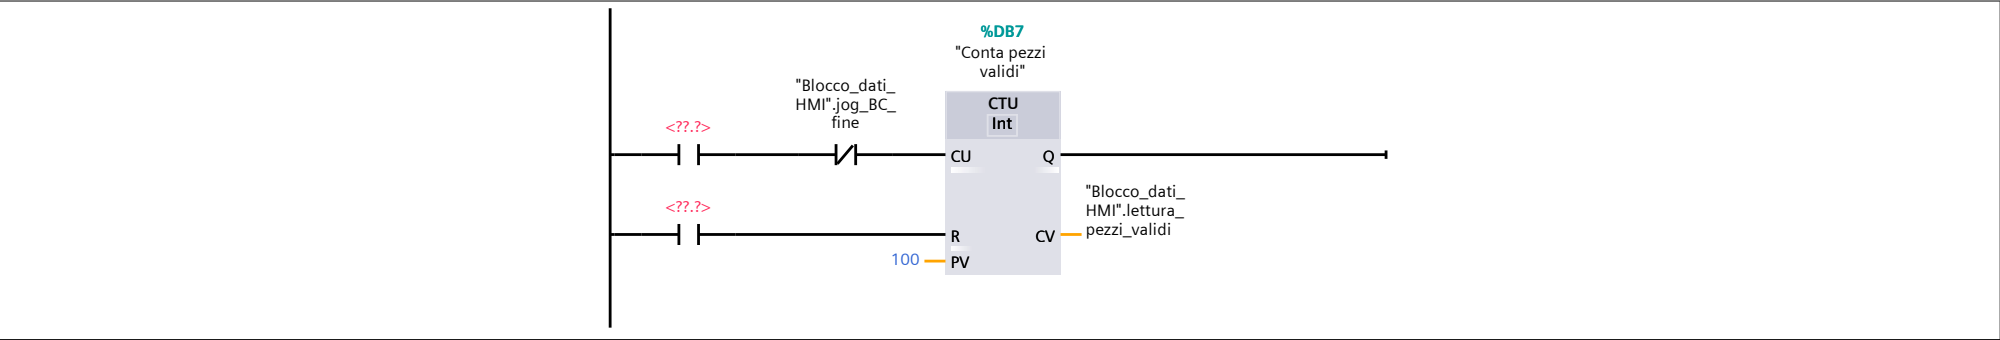 %DB7
"Conta pezzi
validi"
"Blocco_dati_
HMI".jog_BC_
fine
CTU
Int
<??.?>
CU
Q
"Blocco_dati_
HMI".lettura_
pezzi_validi
<??.?>
R
CV
100
PV